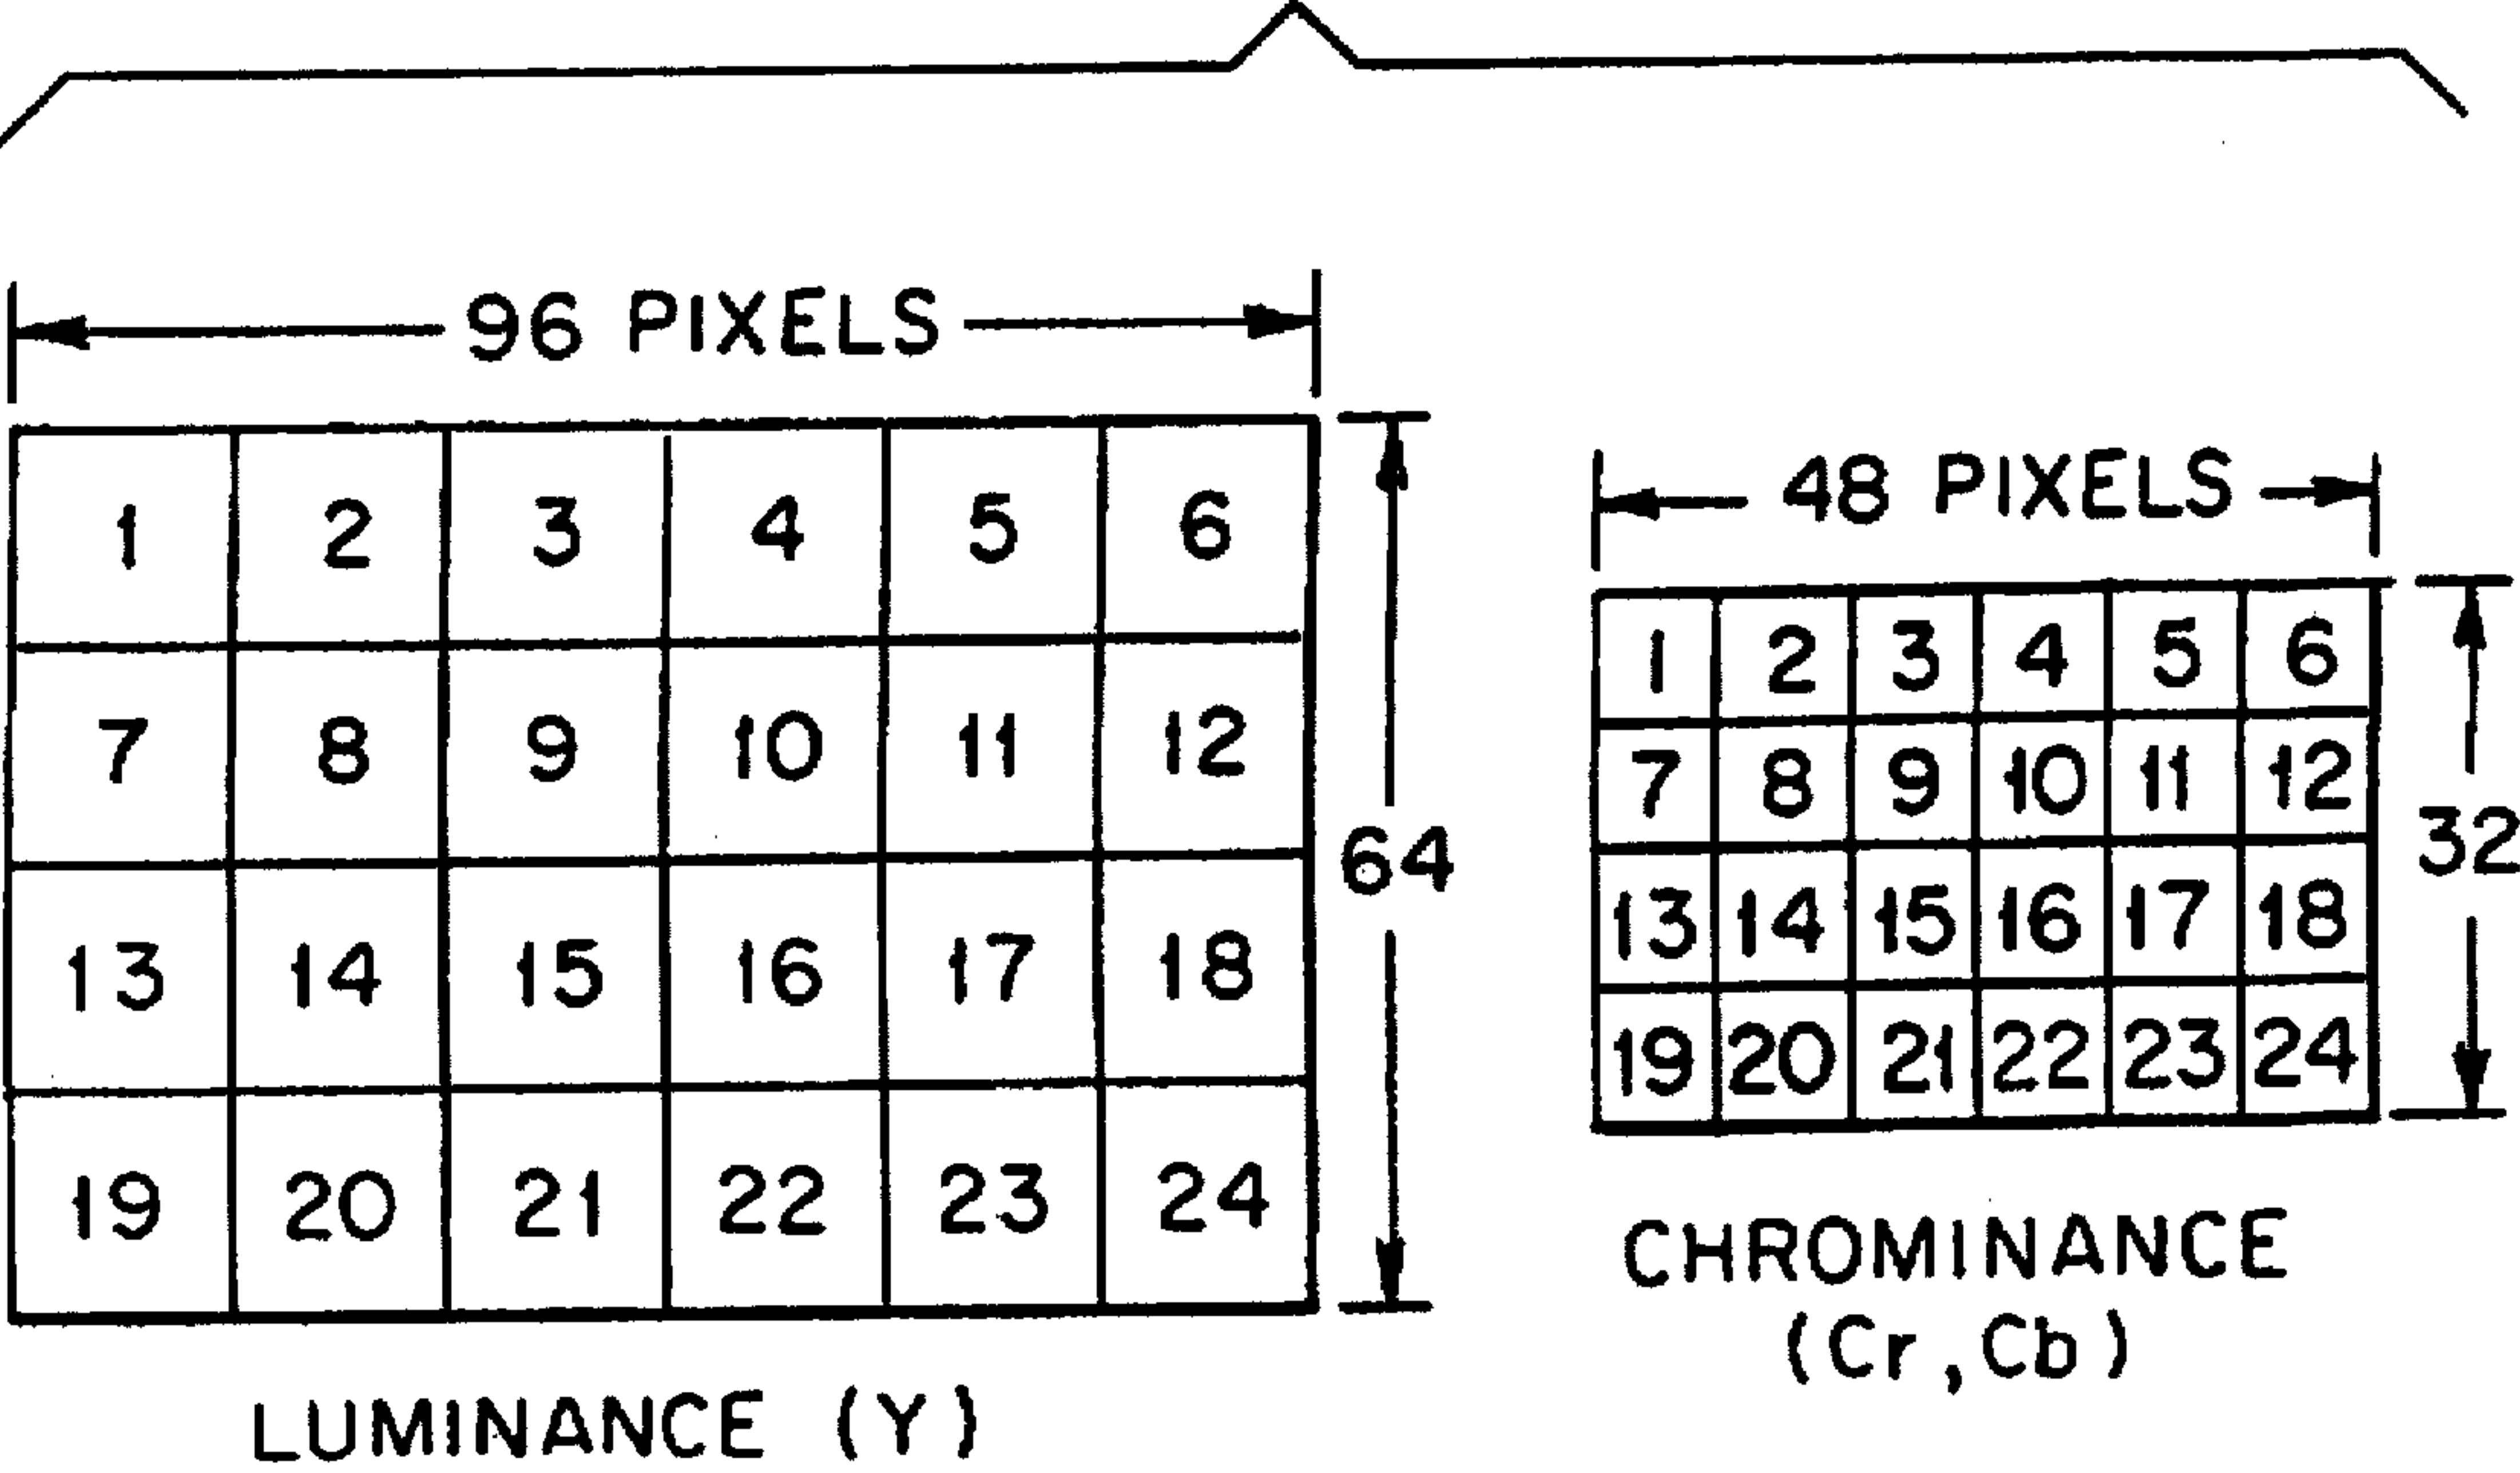 96 PIXELS
1 2 3 4 5 6
7 8 9 10 11 12
13 14 15 16 17 18
19 20 21 22 23 24
64
LUMINANCE (Y)
48 PIXELS
1 2 3 4 5 6
7 8 9 10 11 12
13 14 15 16 17 18
19 20 21 22 23 24
32
CHROMINANCE
(Cr,Cb)